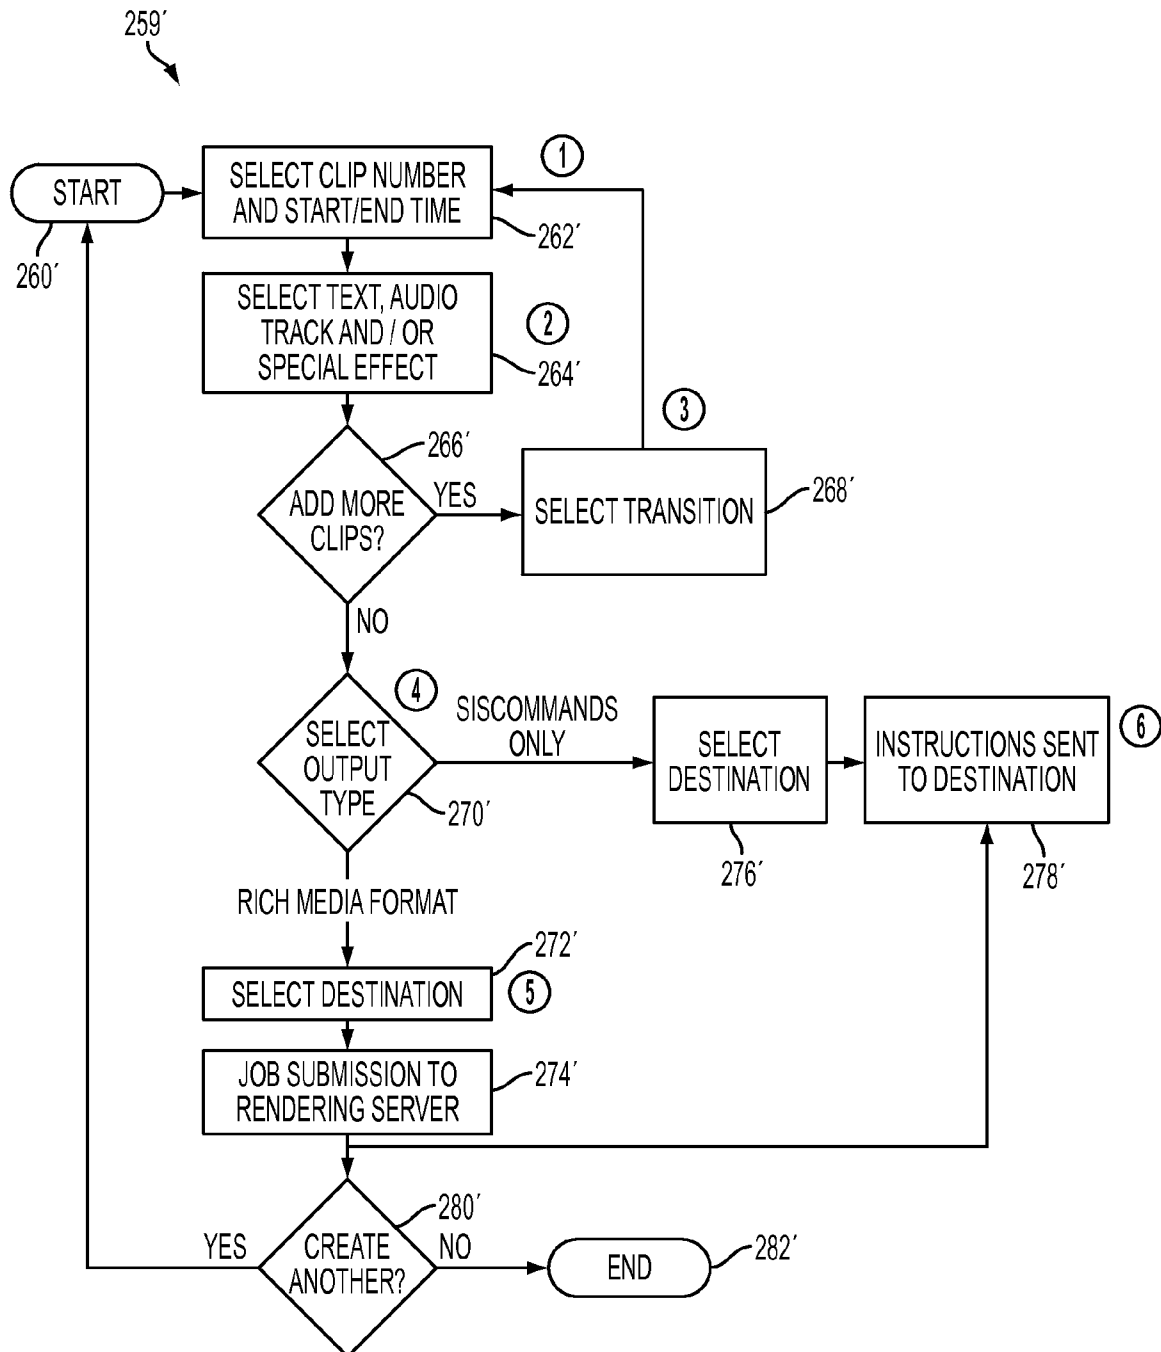 259′
START
260′
SELECT CLIP NUMBER
AND START/END TIME
1
262′
SELECT TEXT, AUDIO
TRACK AND / OR
SPECIAL EFFECT
2
264′
266′
ADD MORE
CLIPS?
YES
3
SELECT TRANSITION
268′
NO
SELECT
OUTPUT
TYPE
4
270′
SISCOMMANDS
ONLY
SELECT
DESTINATION
276′
INSTRUCTIONS SENT
TO DESTINATION
6
278′
RICH MEDIA FORMAT
272′
SELECT DESTINATION
5
JOB SUBMISSION TO
RENDERING SERVER
274′
280′
YES
CREATE
ANOTHER?
NO
END
282′